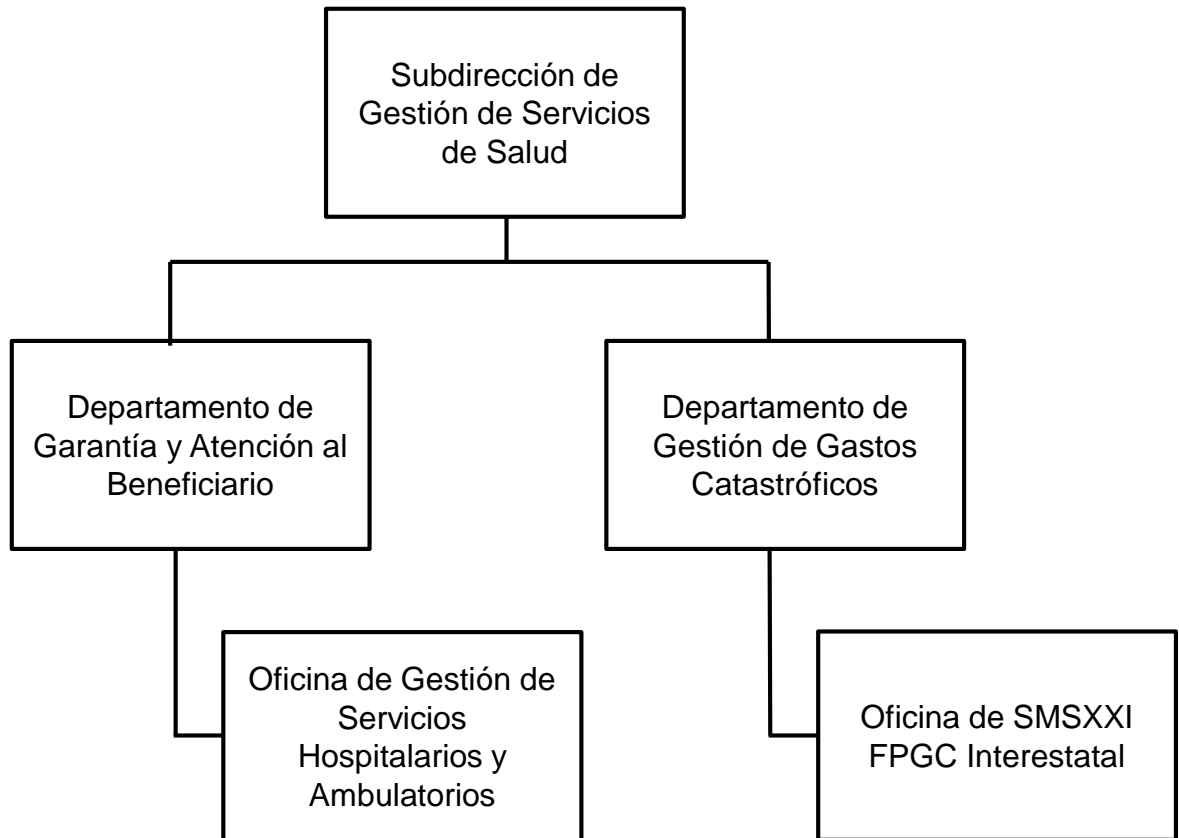 Subdirección de
Gestión de Servicios
de Salud
Departamento de
Garantía y Atención al
Beneficiario
Departamento de
Gestión de Gastos
Catastróficos
Oficina de Gestión de
Servicios
Hospitalarios y
Ambulatorios
Oficina de SMSXXI
FPGC Interestatal